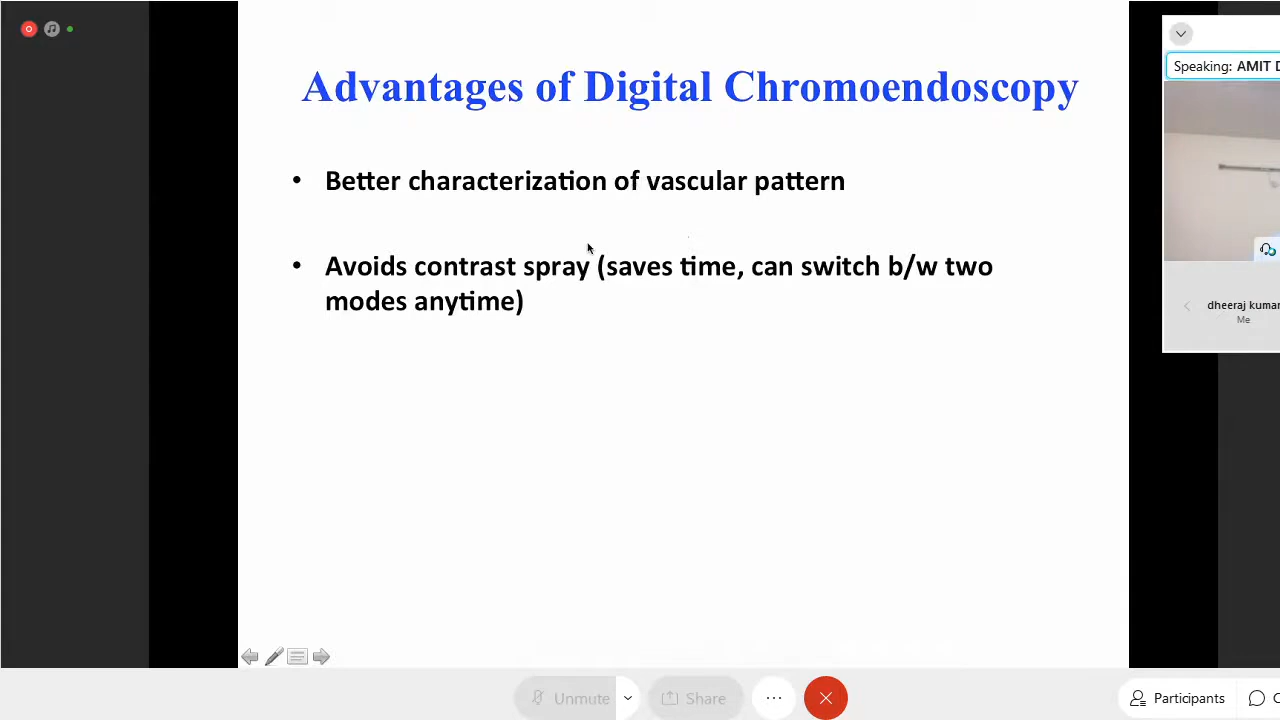 Advantages of Digital Chromoendoscopy
• Better characterization of vascular pattern
• Avoids contrast spray (saves time, can switch b/w two
modes anytime)
Speaking: AMIT D
dheeraj kumar
Me
Unmute
Share
Participants